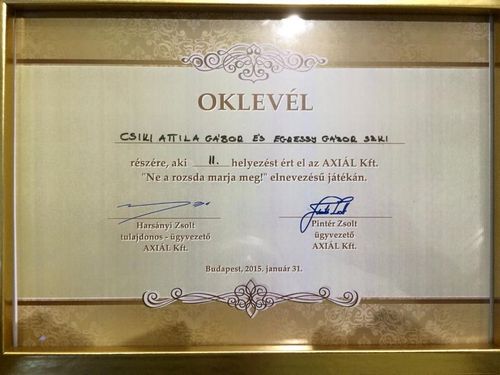 OKLEVÉL
CSIKI ATTILA GÁBOR ÉS EGRESSY GÁBOR SZKI
részére, aki II. helyezést ért el az AXIÁL Kft.
"Ne a rozsda marja meg!" elnevezésű játékán.
Harsányi Zsolt
tulajdonos - ügyvezető
AXIÁL Kft.
Pintér Zsolt
ügyvezető
AXIÁL Kft.
Budapest, 2015. január 31.